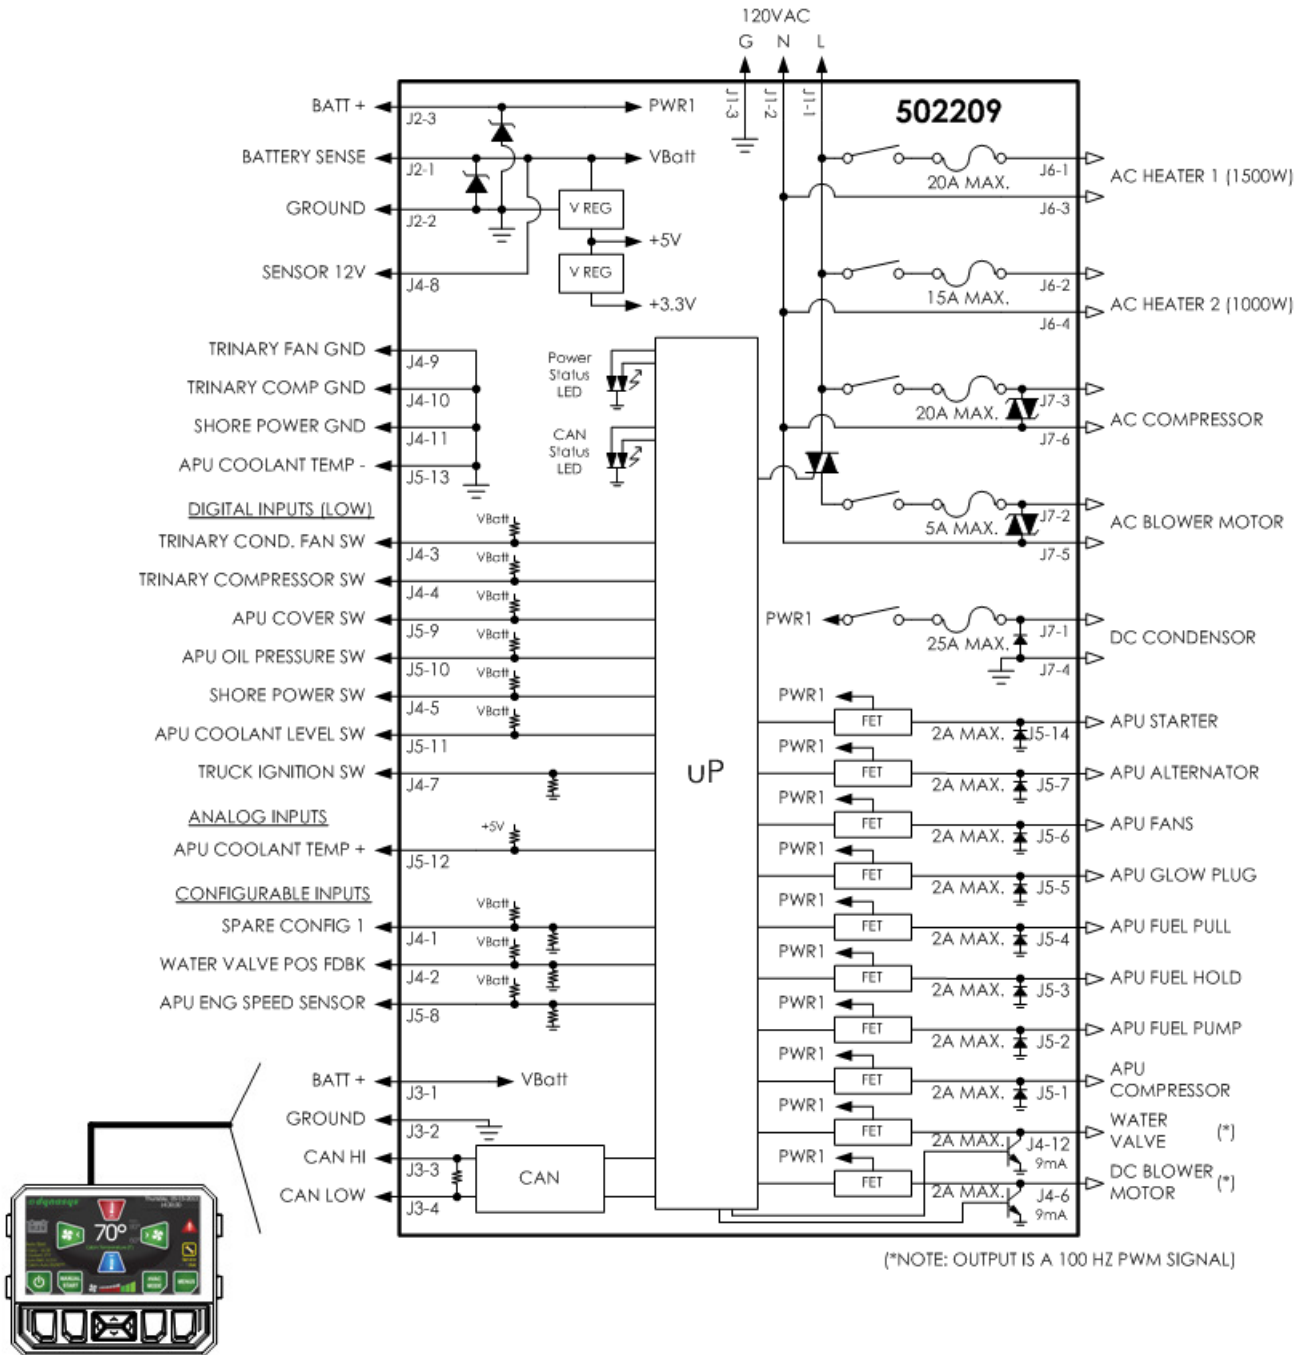 120VAC
G N L
J1-3 J1-2 J1-1
502209
BATT +
J2-3
PWR1
BATTERY SENSE
J2-1
VBatt
GROUND
J2-2
V REG
+5V
SENSOR 12V
J4-8
V REG
+3.3V
TRINARY FAN GND
J4-9
TRINARY COMP GND
J4-10
SHORE POWER GND
J4-11
APU COOLANT TEMP -
J5-13
Power
Status
LED
CAN
Status
LED
DIGITAL INPUTS (LOW)
VBatt
TRINARY COND. FAN SW
J4-3
VBatt
TRINARY COMPRESSOR SW
J4-4
VBatt
APU COVER SW
J5-9
VBatt
APU OIL PRESSURE SW
J5-10
VBatt
SHORE POWER SW
J4-5
VBatt
APU COOLANT LEVEL SW
J5-11
TRUCK IGNITION SW
J4-7
ANALOG INPUTS
+5V
APU COOLANT TEMP +
J5-12
CONFIGURABLE INPUTS
VBatt
SPARE CONFIG 1
J4-1
VBatt
WATER VALVE POS FDBK
J4-2
VBatt
APU ENG SPEED SENSOR
J5-8
BATT +
J3-1
VBatt
GROUND
J3-2
CAN HI
J3-3
CAN
CAN LOW
J3-4
uP
20A MAX.
J6-1
AC HEATER 1 (1500W)
J6-3
15A MAX.
J6-2
AC HEATER 2 (1000W)
J6-4
20A MAX.
J7-3
AC COMPRESSOR
J7-6
5A MAX.
J7-2
AC BLOWER MOTOR
J7-5
PWR1
25A MAX.
J7-1
DC CONDENSOR
J7-4
PWR1
FET
2A MAX.
J5-14
APU STARTER
PWR1
FET
2A MAX.
J5-7
APU ALTERNATOR
PWR1
FET
2A MAX.
J5-6
APU FANS
PWR1
FET
2A MAX.
J5-5
APU GLOW PLUG
PWR1
FET
2A MAX.
J5-4
APU FUEL PULL
PWR1
FET
2A MAX.
J5-3
APU FUEL HOLD
PWR1
FET
2A MAX.
J5-2
APU FUEL PUMP
PWR1
FET
2A MAX.
J5-1
APU
COMPRESSOR
PWR1
FET
2A MAX.
J4-12
9mA
WATER
VALVE (*)
PWR1
FET
2A MAX.
J4-6
9mA
DC BLOWER
MOTOR (*)
(*NOTE: OUTPUT IS A 100 HZ PWM SIGNAL)
70°
MANUAL
START
HVAC
MODE
MENUS